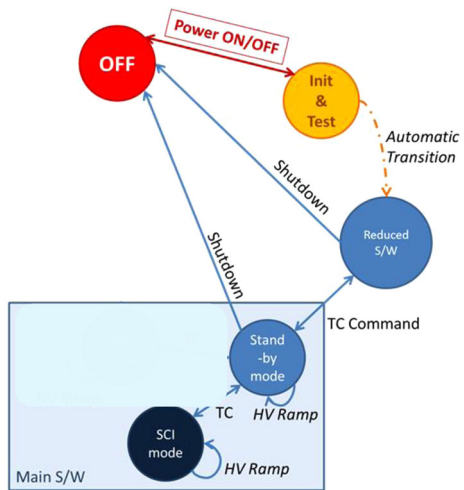 Power ON/OFF
OFF
Init
&
Test
Automatic
Transition
Shutdown
Reduced
S/W
Shutdown
TC Command
Stand
-by
mode
HV Ramp
TC
SCI
mode
HV Ramp
Main S/W